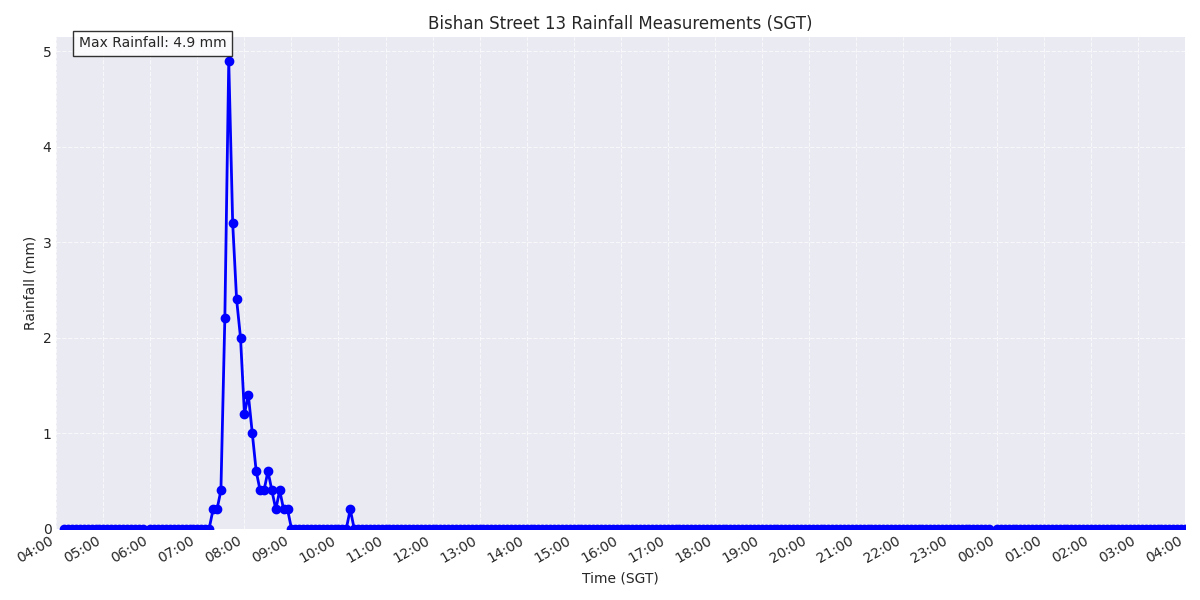 Bishan Street 13 Rainfall Measurements (SGT)
Max Rainfall: 4.9 mm
5
4
3
2
1
0
Rainfall (mm)
04:00 05:00 06:00 07:00 08:00 09:00 10:00 11:00 12:00 13:00 14:00 15:00 16:00 17:00 18:00 19:00 20:00 21:00 22:00 23:00 00:00 01:00 02:00 03:00 04:00
Time (SGT)